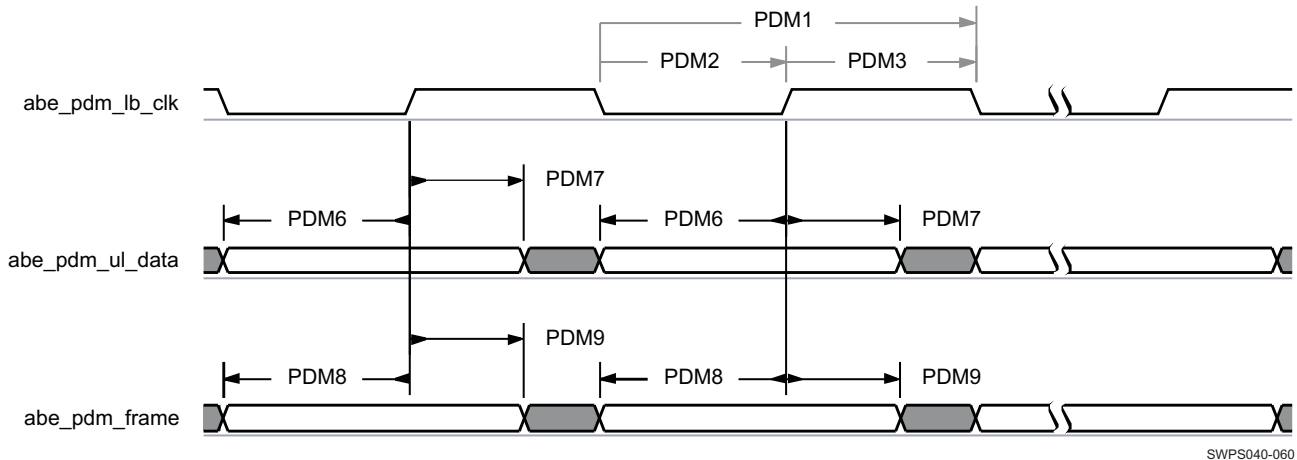 PDM1
PDM2 PDM3
abe_pdm_lb_clk
PDM7
PDM6 PDM6 PDM7
abe_pdm_ul_data
PDM9
PDM8 PDM8 PDM9
abe_pdm_frame
SWPS040-060